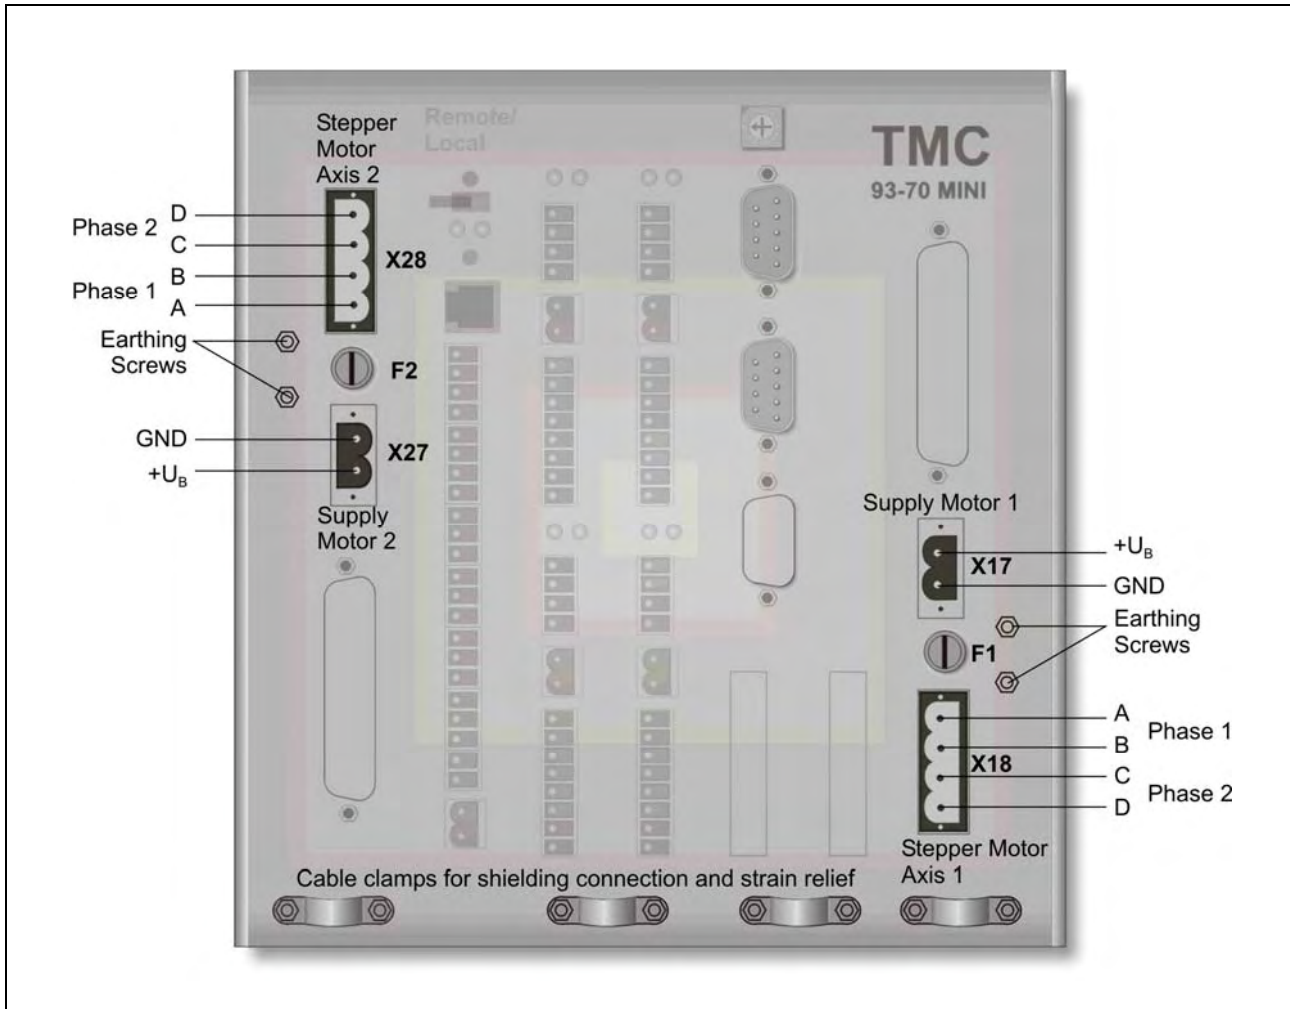 Stepper
Motor
Axis 2
Remote/
Local
TMC
93-70 MINI
D
Phase 2
C
X28
B
Phase 1
A
Earthing
Screws
F2
GND
X27
+UB
Supply
Motor 2
Supply Motor 1
+UB
X17
GND
Earthing
Screws
F1
A
Phase 1
B
X18
C
Phase 2
D
Stepper Motor
Axis 1
Cable clamps for shielding connection and strain relief